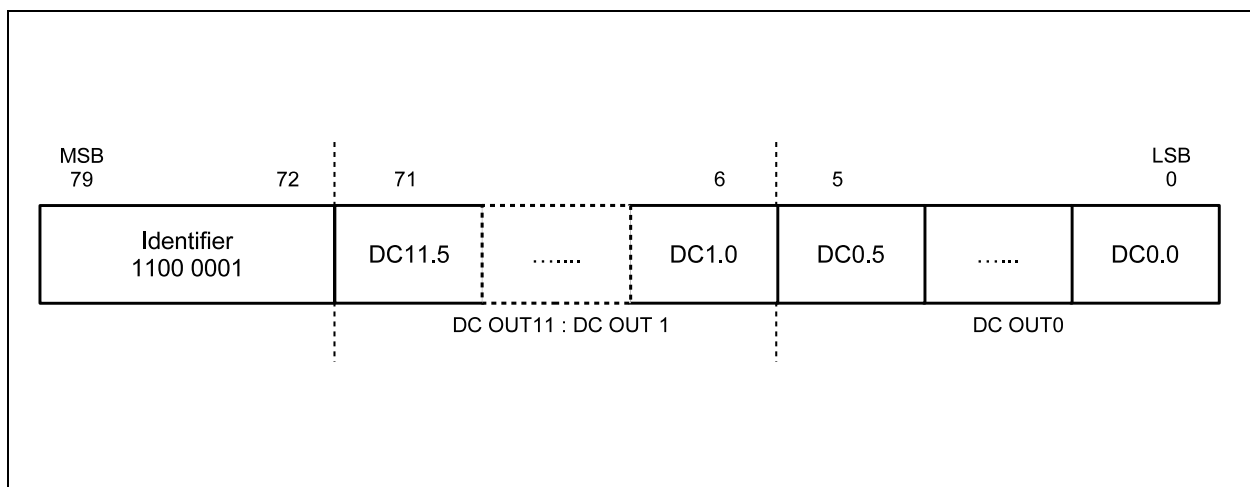 MSB LSB
79 72 71 6 5 0
Identifier
1100 0001
DC11.5 ....... DC1.0 DC0.5 ...... DC0.0
DC OUT11 : DC OUT 1 DC OUT0